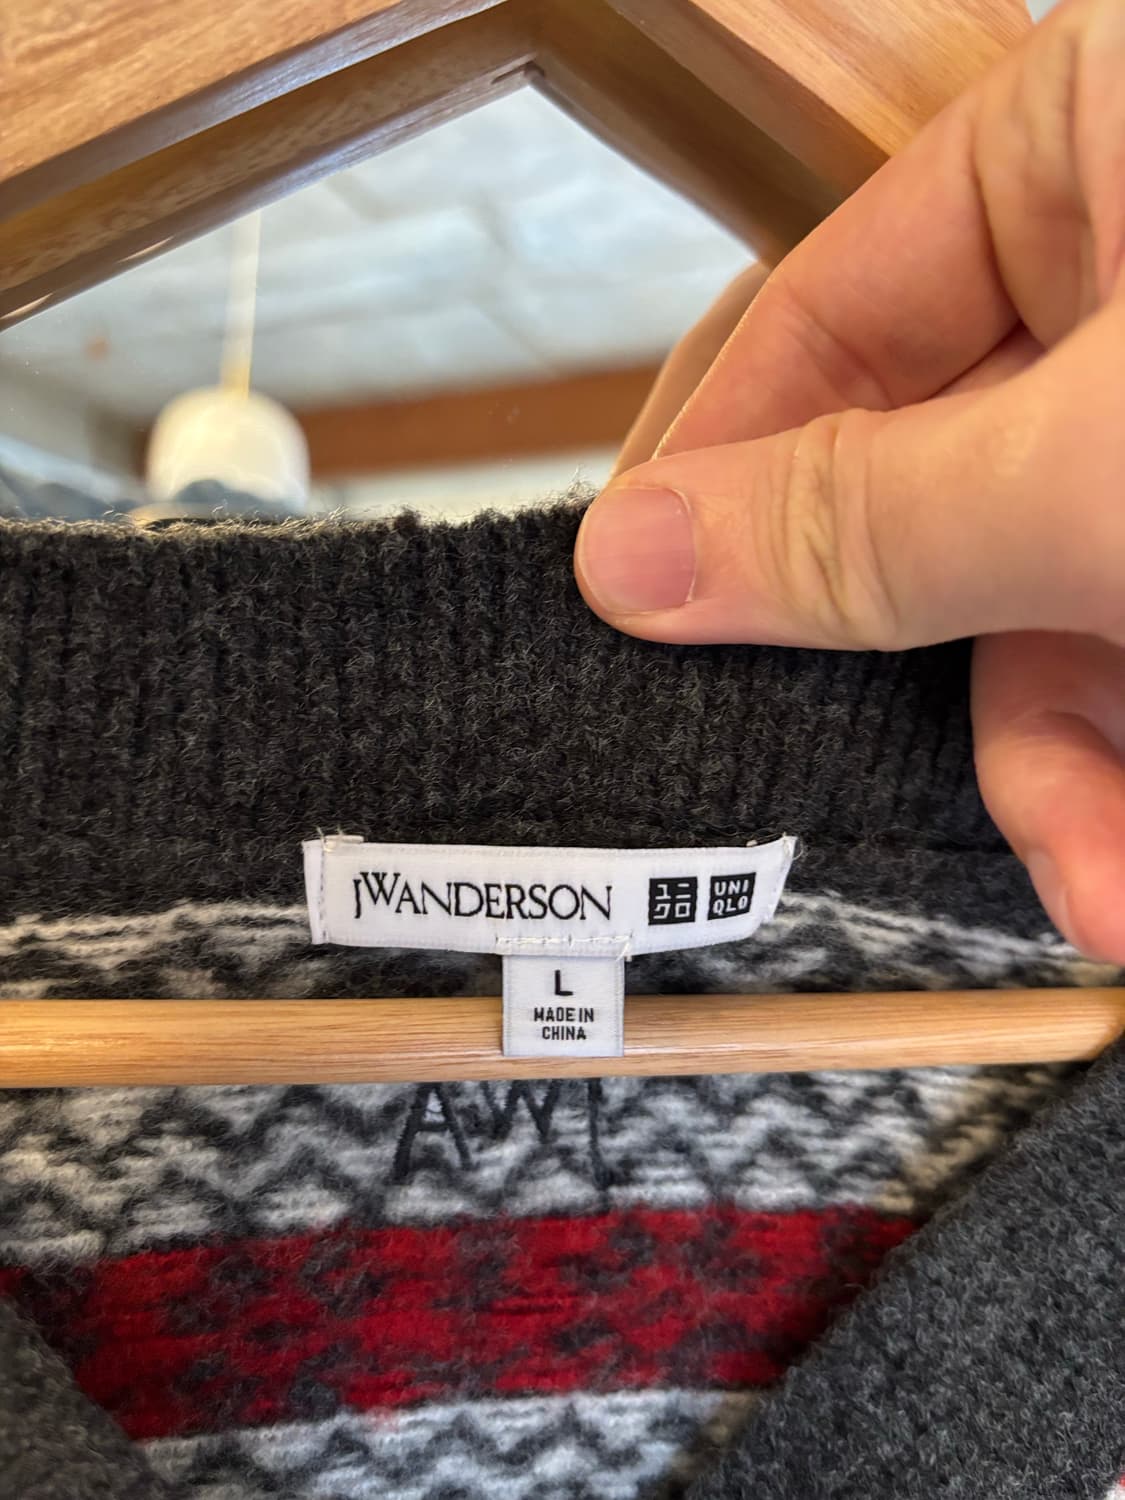 JWANDERSON ユニクロ UNIQLO
L
MADE IN
CHINA